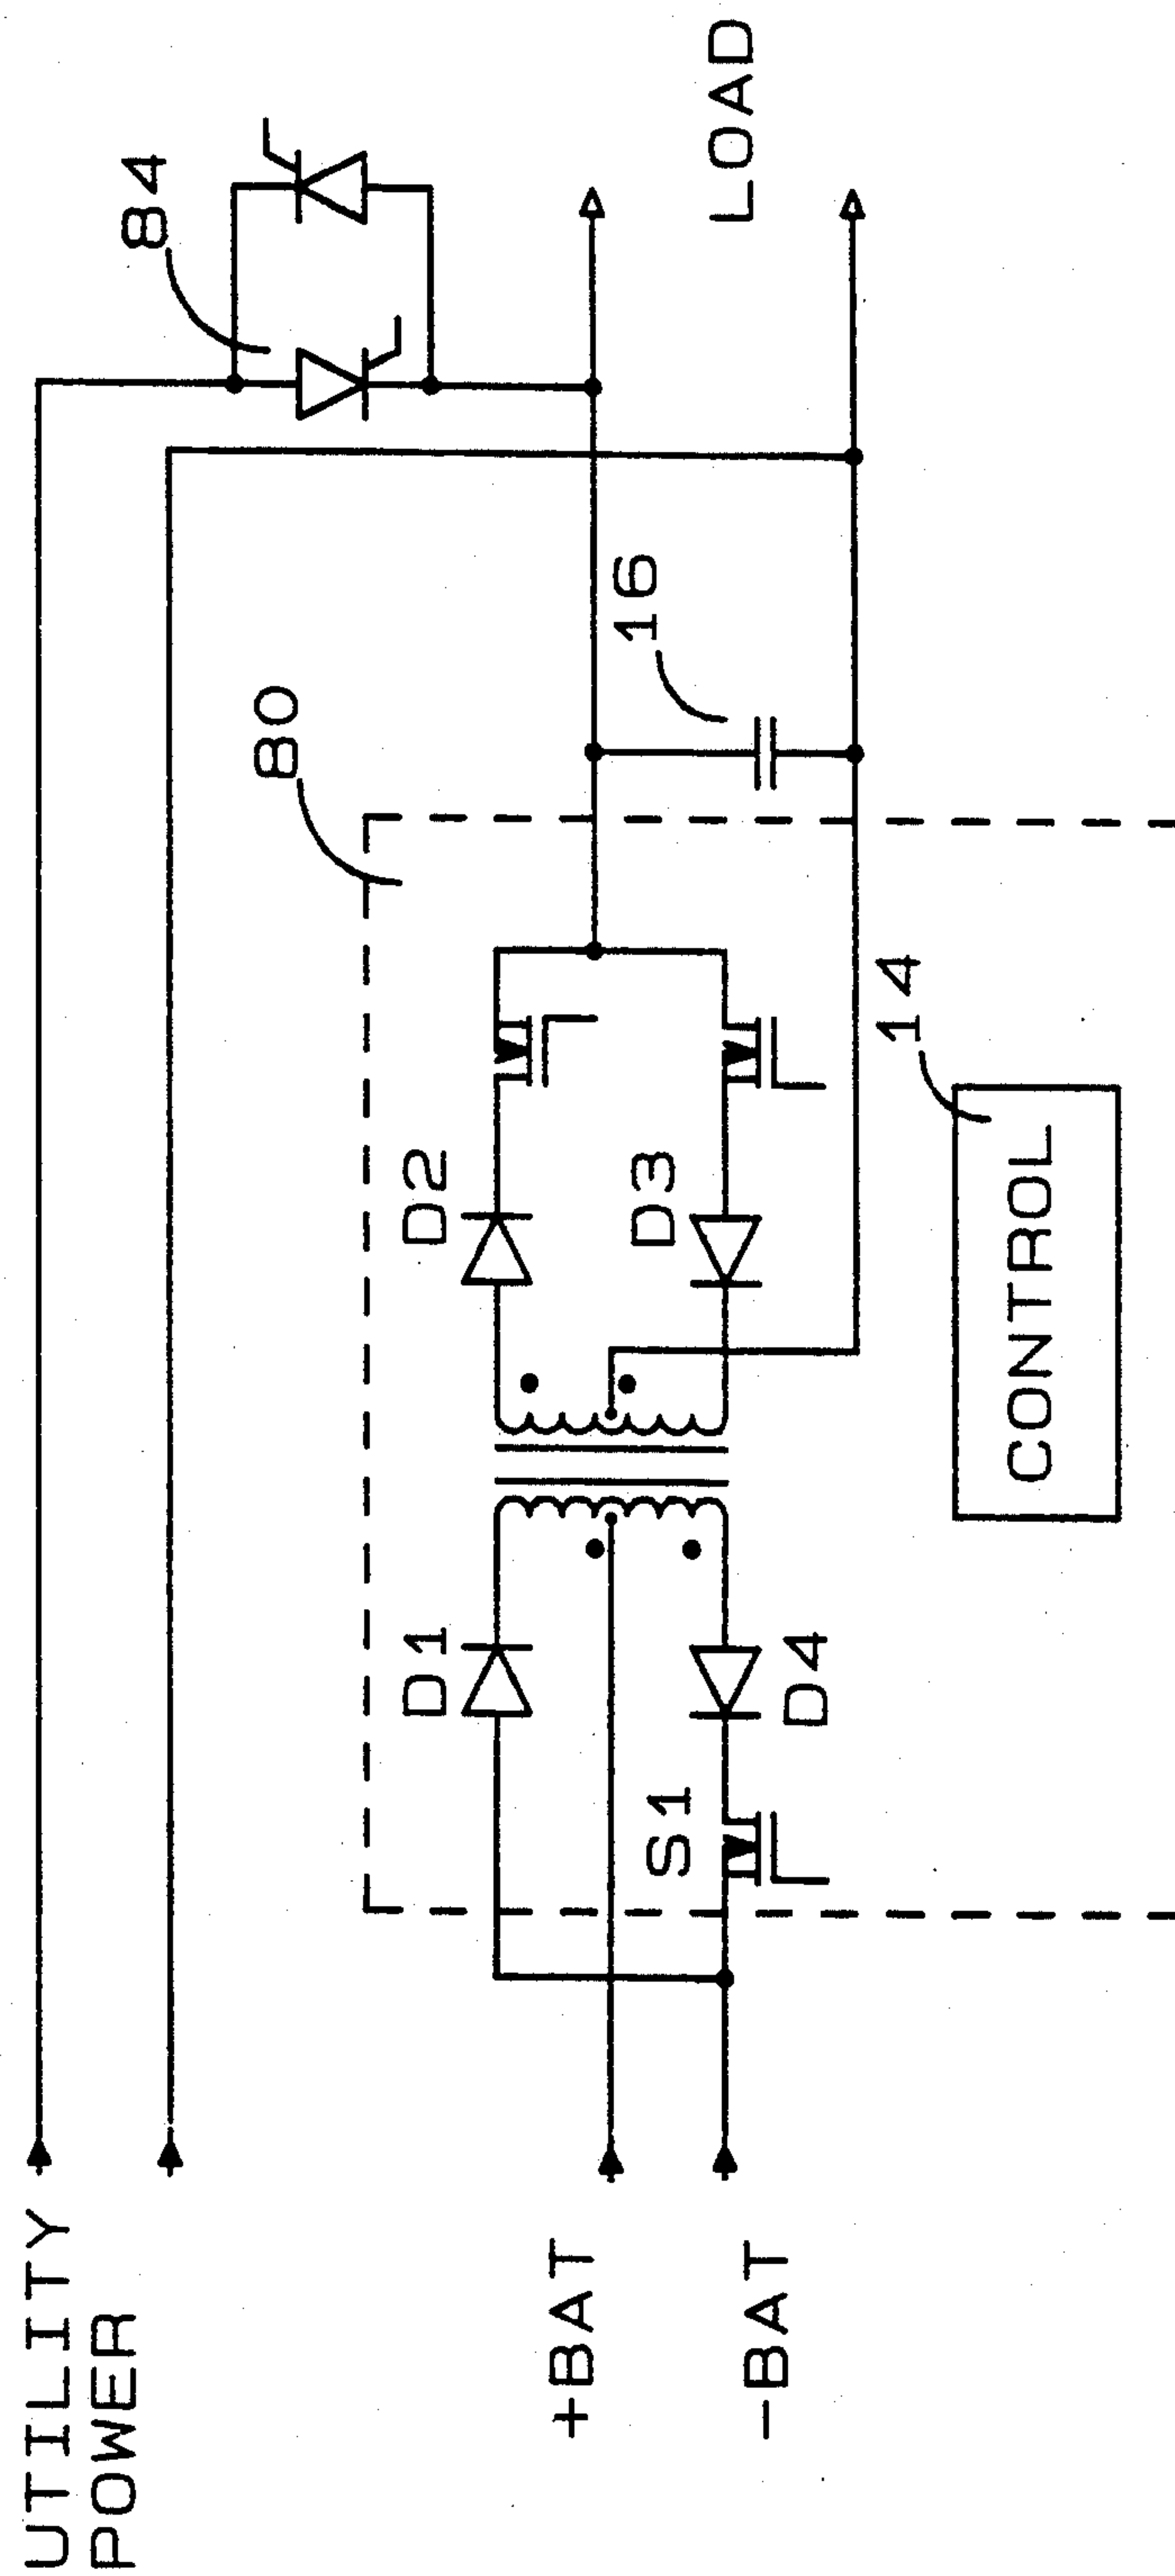 UTILITY
POWER
84
80
16
LOAD
D1
D2
+BAT
S1
D3
-BAT
D4
14
CONTROL